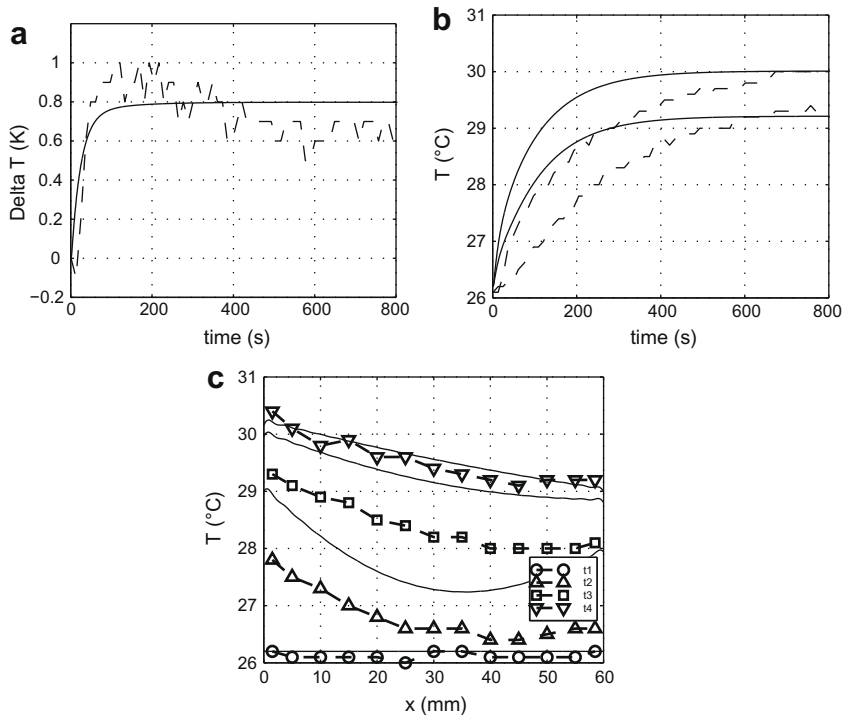 a
1
0.8
0.6
0.4
0.2
0
−0.2
Delta T (K)
0 200 400 600 800
time (s)
b
31
30
29
28
27
26
T (°C)
0 200 400 600 800
time (s)
c
31
30
29
28
27
26
T (°C)
t1
t2
t3
t4
0 10 20 30 40 50 60
x (mm)